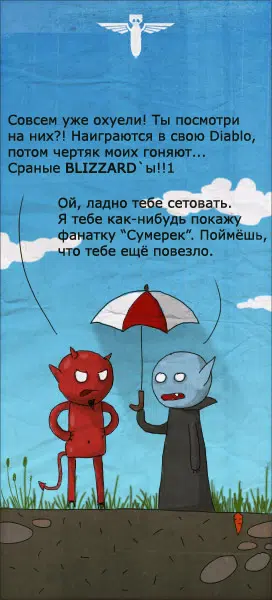 Совсем уже охуели! Ты посмотри
на них?! Наиграются в свою Diablo,
потом чертяк моих гоняют...
Сраные BLIZZARD`ы!!1
Ой, ладно тебе сетовать.
Я тебе как-нибудь покажу
фанатку “Сумерек”. Поймёшь,
что тебе ещё повезло.